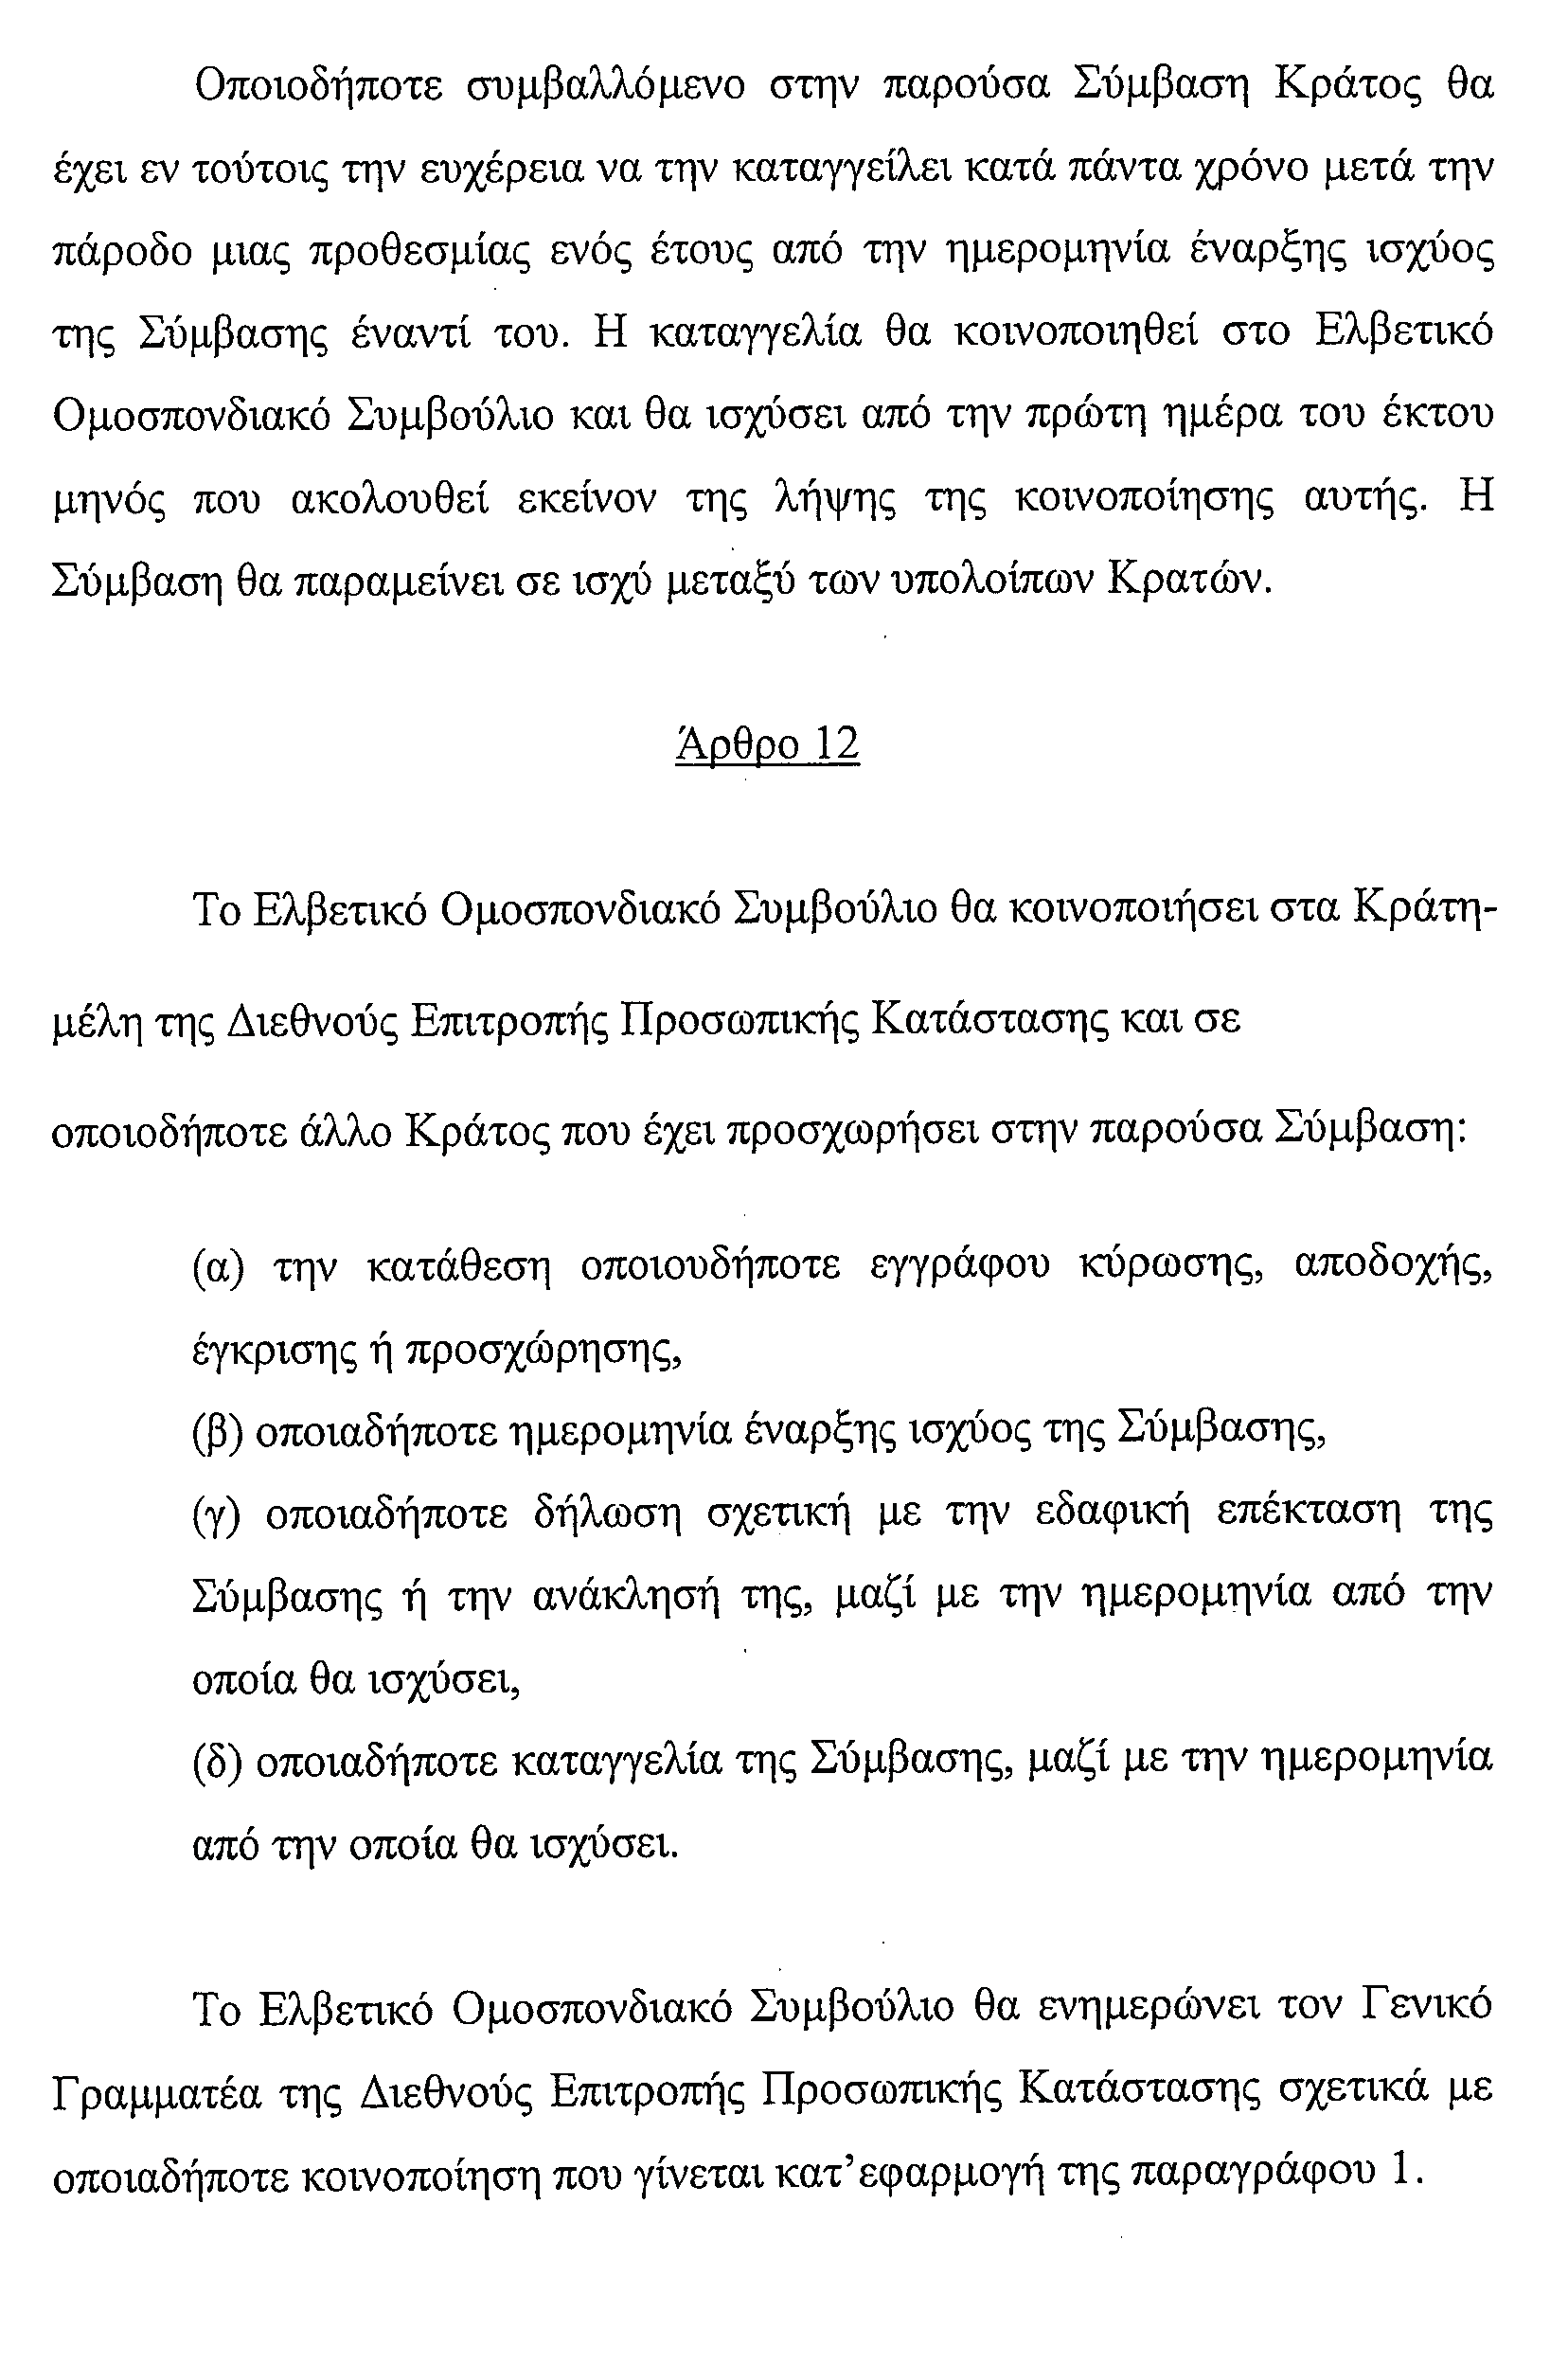 Οποιοδήποτε συμβαλλόμενο στην παρούσα Σύμβαση Κράτος θα
έχει εν τούτοις την ευχέρεια να την καταγγείλει κατά πάντα χρόνο μετά την
πάροδο μιας προθεσμίας ενός έτους από την ημερομηνία έναρξης ισχύος
της Σύμβασης έναντί του. Η καταγγελία θα κοινοποιηθεί στο Ελβετικό
Ομοσπονδιακό Συμβούλιο και θα ισχύσει από την πρώτη ημέρα του έκτου
μηνός που ακολουθεί εκείνον της λήψης της κοινοποίησης αυτής. Η
Σύμβαση θα παραμείνει σε ισχύ μεταξύ των υπολοίπων Κρατών.
Άρθρο 12
Το Ελβετικό Ομοσπονδιακό Συμβούλιο θα κοινοποιήσει στα Κράτη-
μέλη της Διεθνούς Επιτροπής Προσωπικής Κατάστασης και σε
οποιοδήποτε άλλο Κράτος που έχει προσχωρήσει στην παρούσα Σύμβαση:
(α) την κατάθεση οποιουδήποτε εγγράφου κύρωσης, αποδοχής,
έγκρισης ή προσχώρησης,
(β) οποιαδήποτε ημερομηνία έναρξης ισχύος της Σύμβασης,
(γ) οποιαδήποτε δήλωση σχετική με την εδαφική επέκταση της
Σύμβασης ή την ανάκλησή της, μαζί με την ημερομηνία από την
οποία θα ισχύσει,
(δ) οποιαδήποτε καταγγελία της Σύμβασης, μαζί με την ημερομηνία
από την οποία θα ισχύσει.
Το Ελβετικό Ομοσπονδιακό Συμβούλιο θα ενημερώνει τον Γενικό
Γραμματέα της Διεθνούς Επιτροπής Προσωπικής Κατάστασης σχετικά με
οποιαδήποτε κοινοποίηση που γίνεται κατ’εφαρμογή της παραγράφου 1.